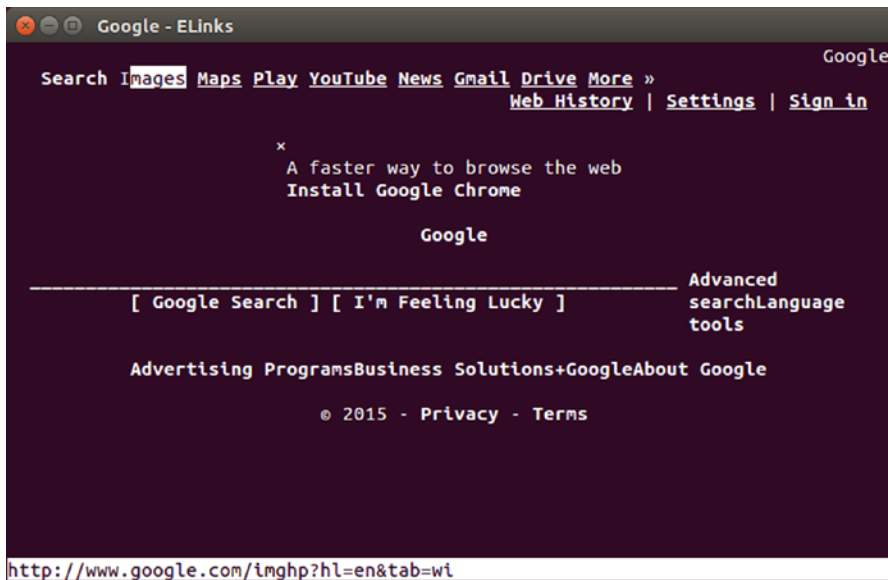 Google - ELinks
Google
Search Images Maps Play YouTube News Gmail Drive More »
Web History | Settings | Sign in
×
A faster way to browse the web
Install Google Chrome
Google
Advanced
[ Google Search ] [ I'm Feeling Lucky ] searchLanguage
tools
Advertising ProgramsBusiness Solutions+GoogleAbout Google
© 2015 - Privacy - Terms
http://www.google.com/imghp?hl=en&tab=wi